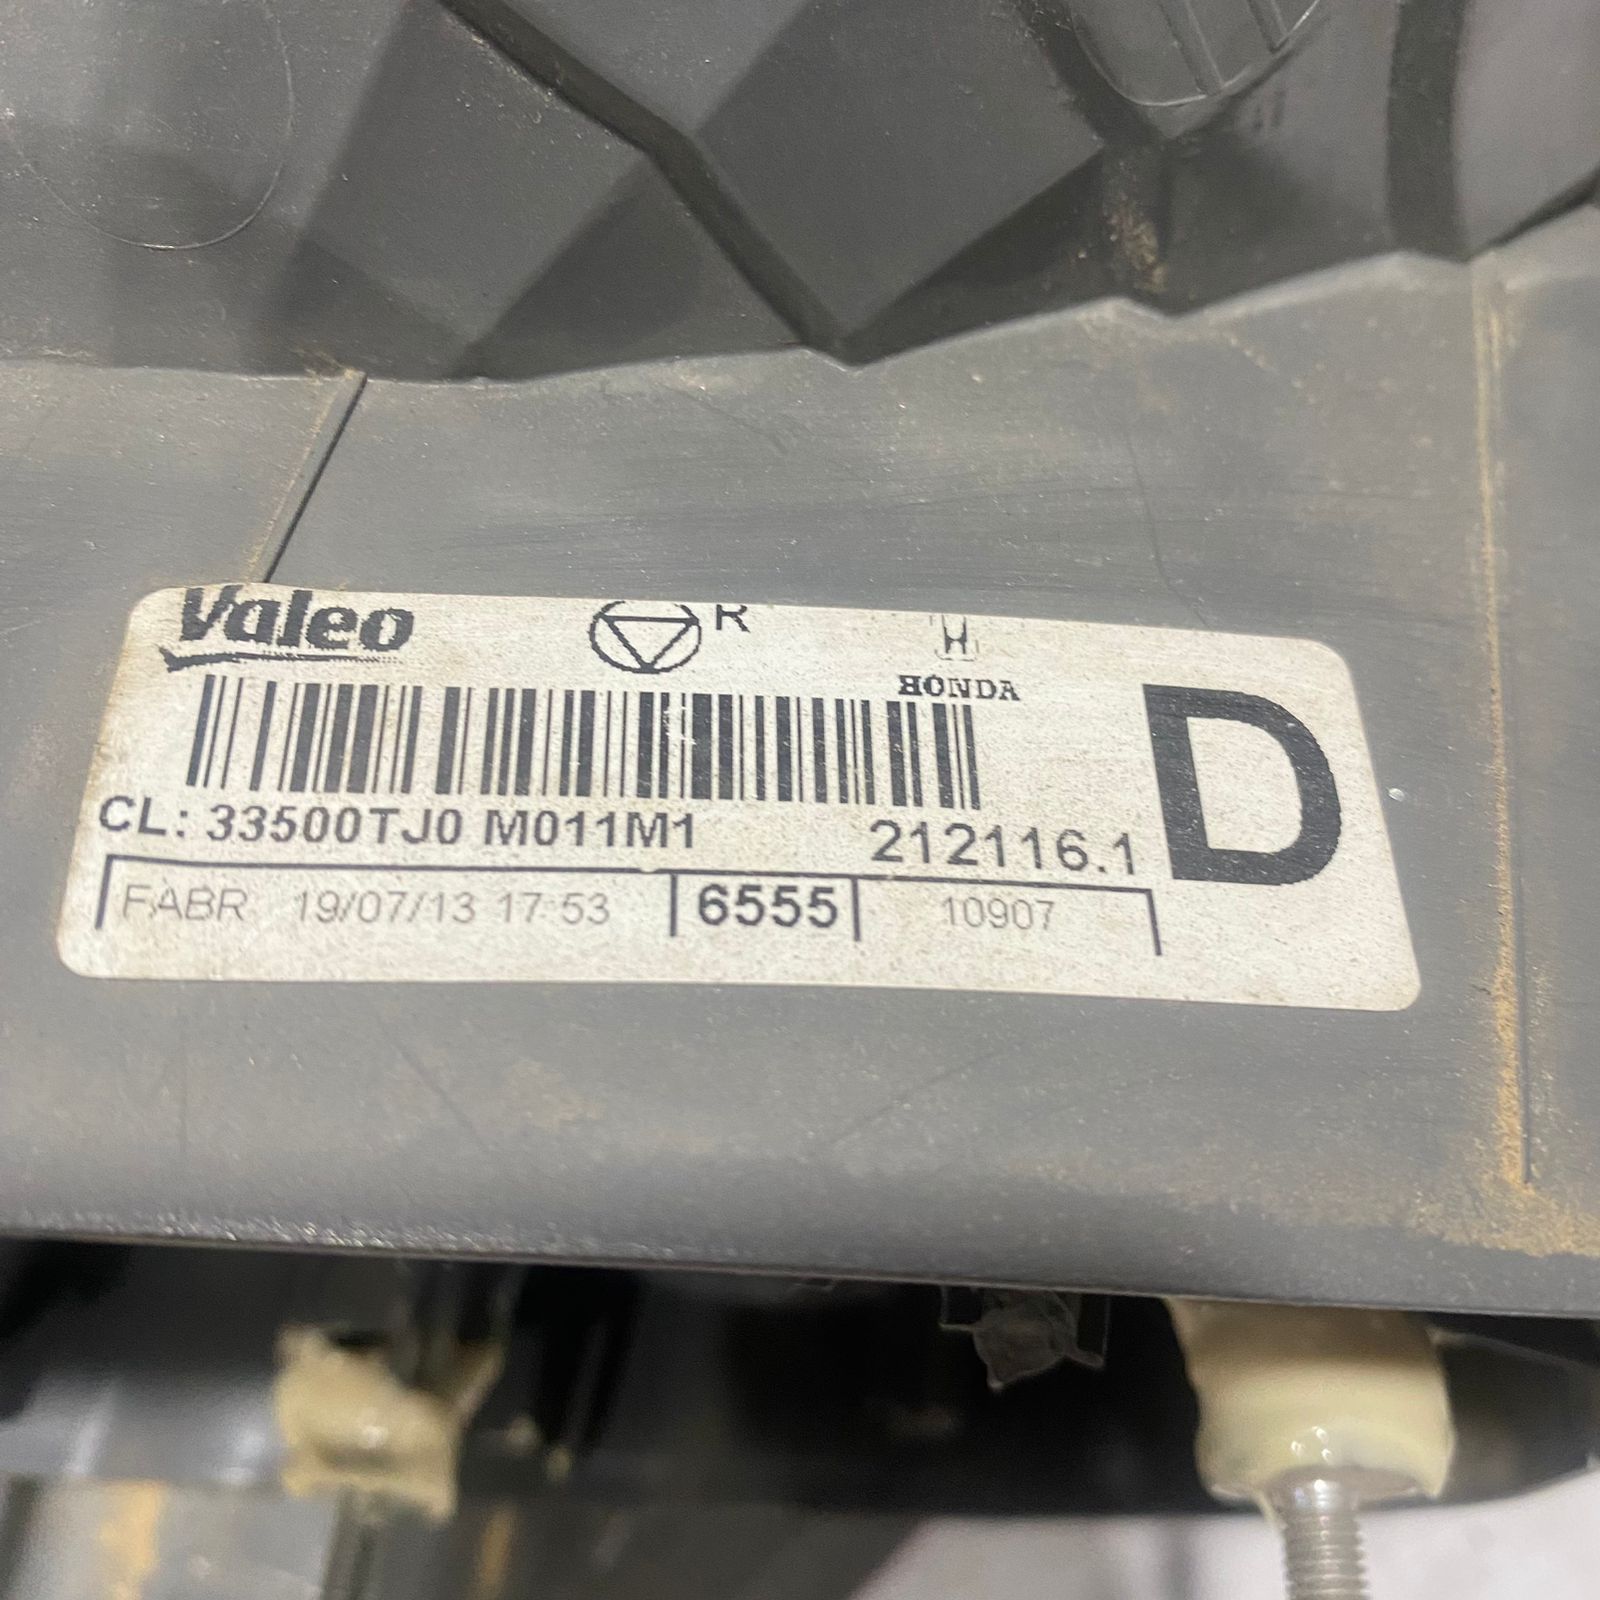 Valeo R
HONDA
D
CL: 33500TJ0 M011M1 212116.1
FABR 19/07/13 17:53 6555 10907